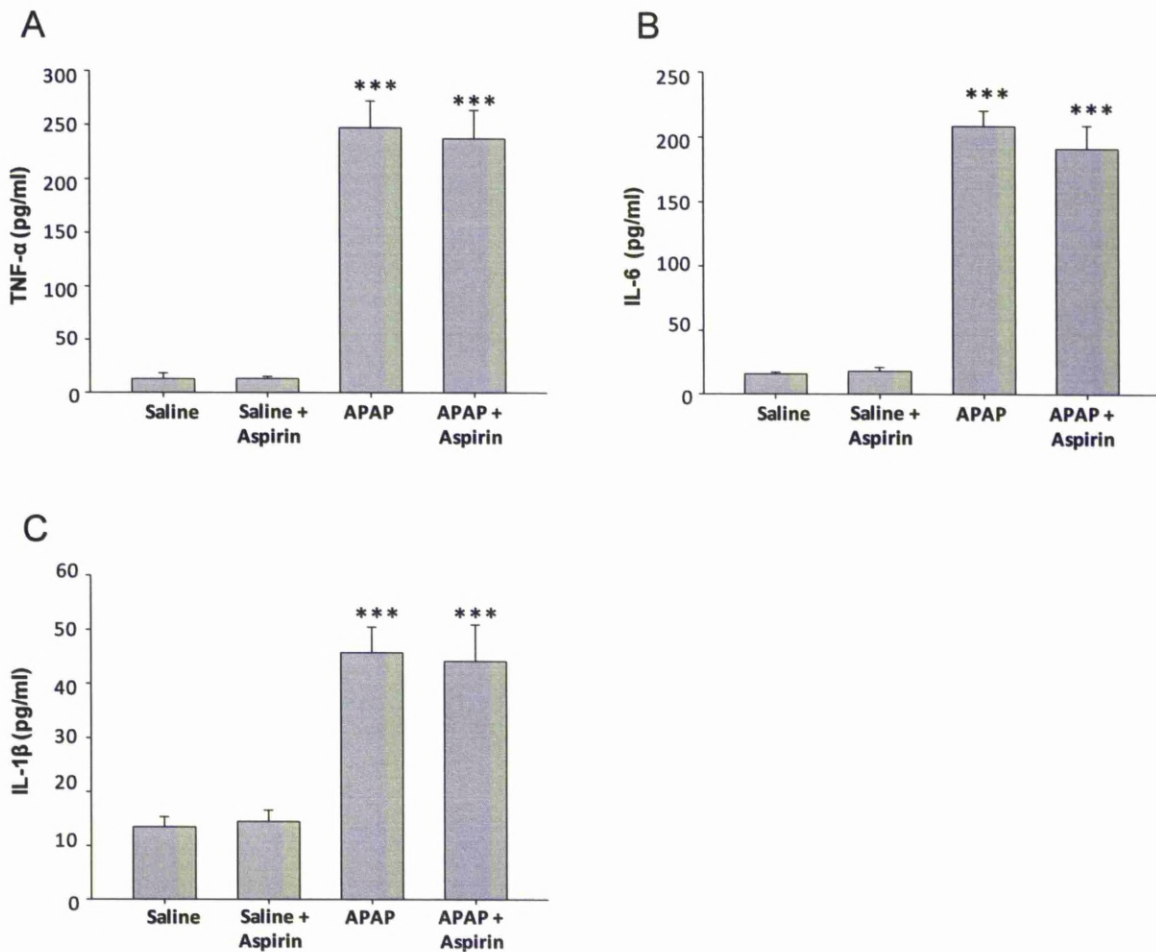 A
TNF-α (pg/ml)
300
250
200
150
100
50
0
***
***
Saline
Saline +
Aspirin
APAP
APAP +
Aspirin
B
IL-6 (pg/ml)
250
200
150
100
50
0
***
***
Saline
Saline +
Aspirin
APAP
APAP +
Aspirin
C
IL-1β (pg/ml)
60
50
40
30
20
10
0
***
***
Saline
Saline +
Aspirin
APAP
APAP +
Aspirin